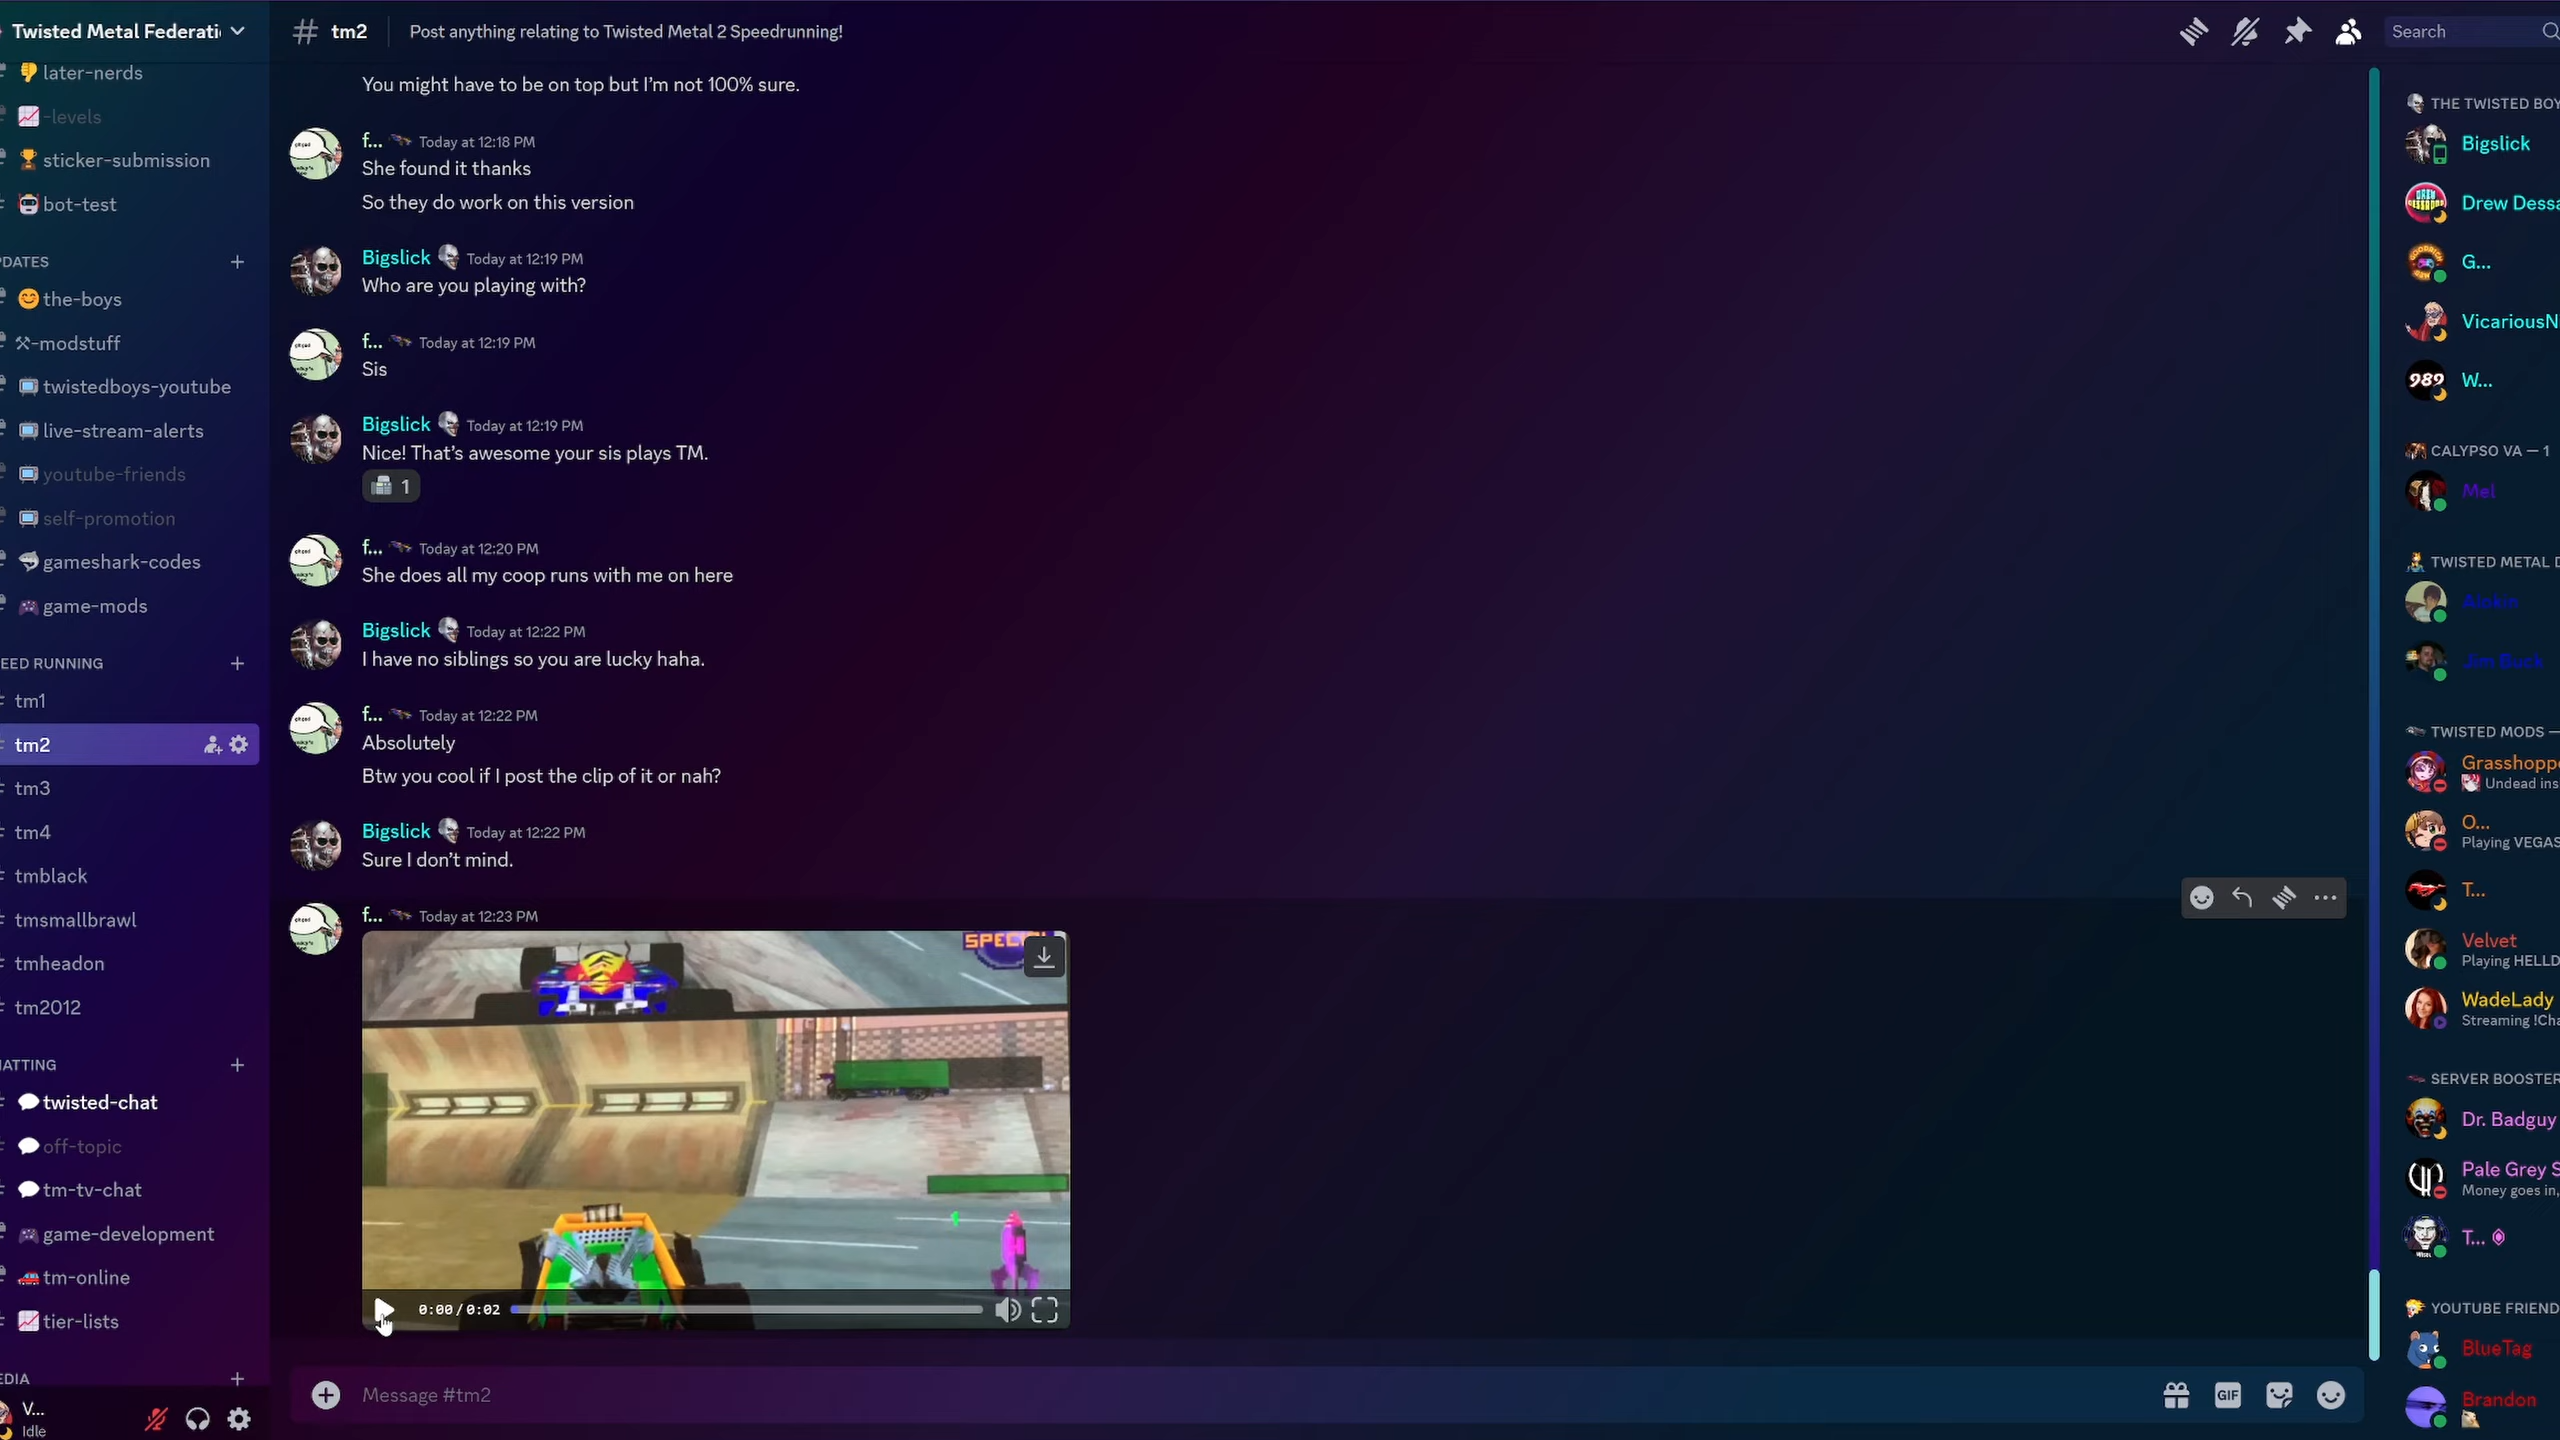 Twisted Metal Federati
later-nerds
-levels
sticker-submission
bot-test
PDATES
the-boys
-modstuff
twistedboys-youtube
live-stream-alerts
youtube-friends
self-promotion
gameshark-codes
game-mods
EED RUNNING
tm1
tm2
tm3
tm4
tmblack
tmsmallbrawl
tmheadon
tm2012
HATTING
twisted-chat
off-topic
tm-tv-chat
game-development
tm-online
tier-lists
EDIA
V...
Idle
# tm2
Post anything relating to Twisted Metal 2 Speedrunning!
Search
You might have to be on top but I'm not 100% sure.
f... Today at 12:18 PM
She found it thanks
So they do work on this version
Bigslick Today at 12:19 PM
Who are you playing with?
f... Today at 12:19 PM
Sis
Bigslick Today at 12:19 PM
Nice! That's awesome your sis plays TM.
1
f... Today at 12:20 PM
She does all my coop runs with me on here
Bigslick Today at 12:22 PM
I have no siblings so you are lucky haha.
f... Today at 12:22 PM
Absolutely
Btw you cool if I post the clip of it or nah?
Bigslick Today at 12:22 PM
Sure I don't mind.
f... Today at 12:23 PM
SPECIAL
1
0:00/0:02
Message #tm2
GIF
THE TWISTED BOY
Bigslick
Drew Dessa
G...
VicariousN
989
W...
CALYPSO VA — 1
Mel
TWISTED METAL D
Alokin
Jim Buck
TWISTED MODS —
Grasshoppe
Undead ins
O...
Playing VEGAS
T...
Velvet
Playing HELLD
WadeLady
Streaming !Cha
SERVER BOOSTER
Dr. Badguy
Pale Grey S
Money goes in,
T...
YOUTUBE FRIEND
BlueTag
Brandon